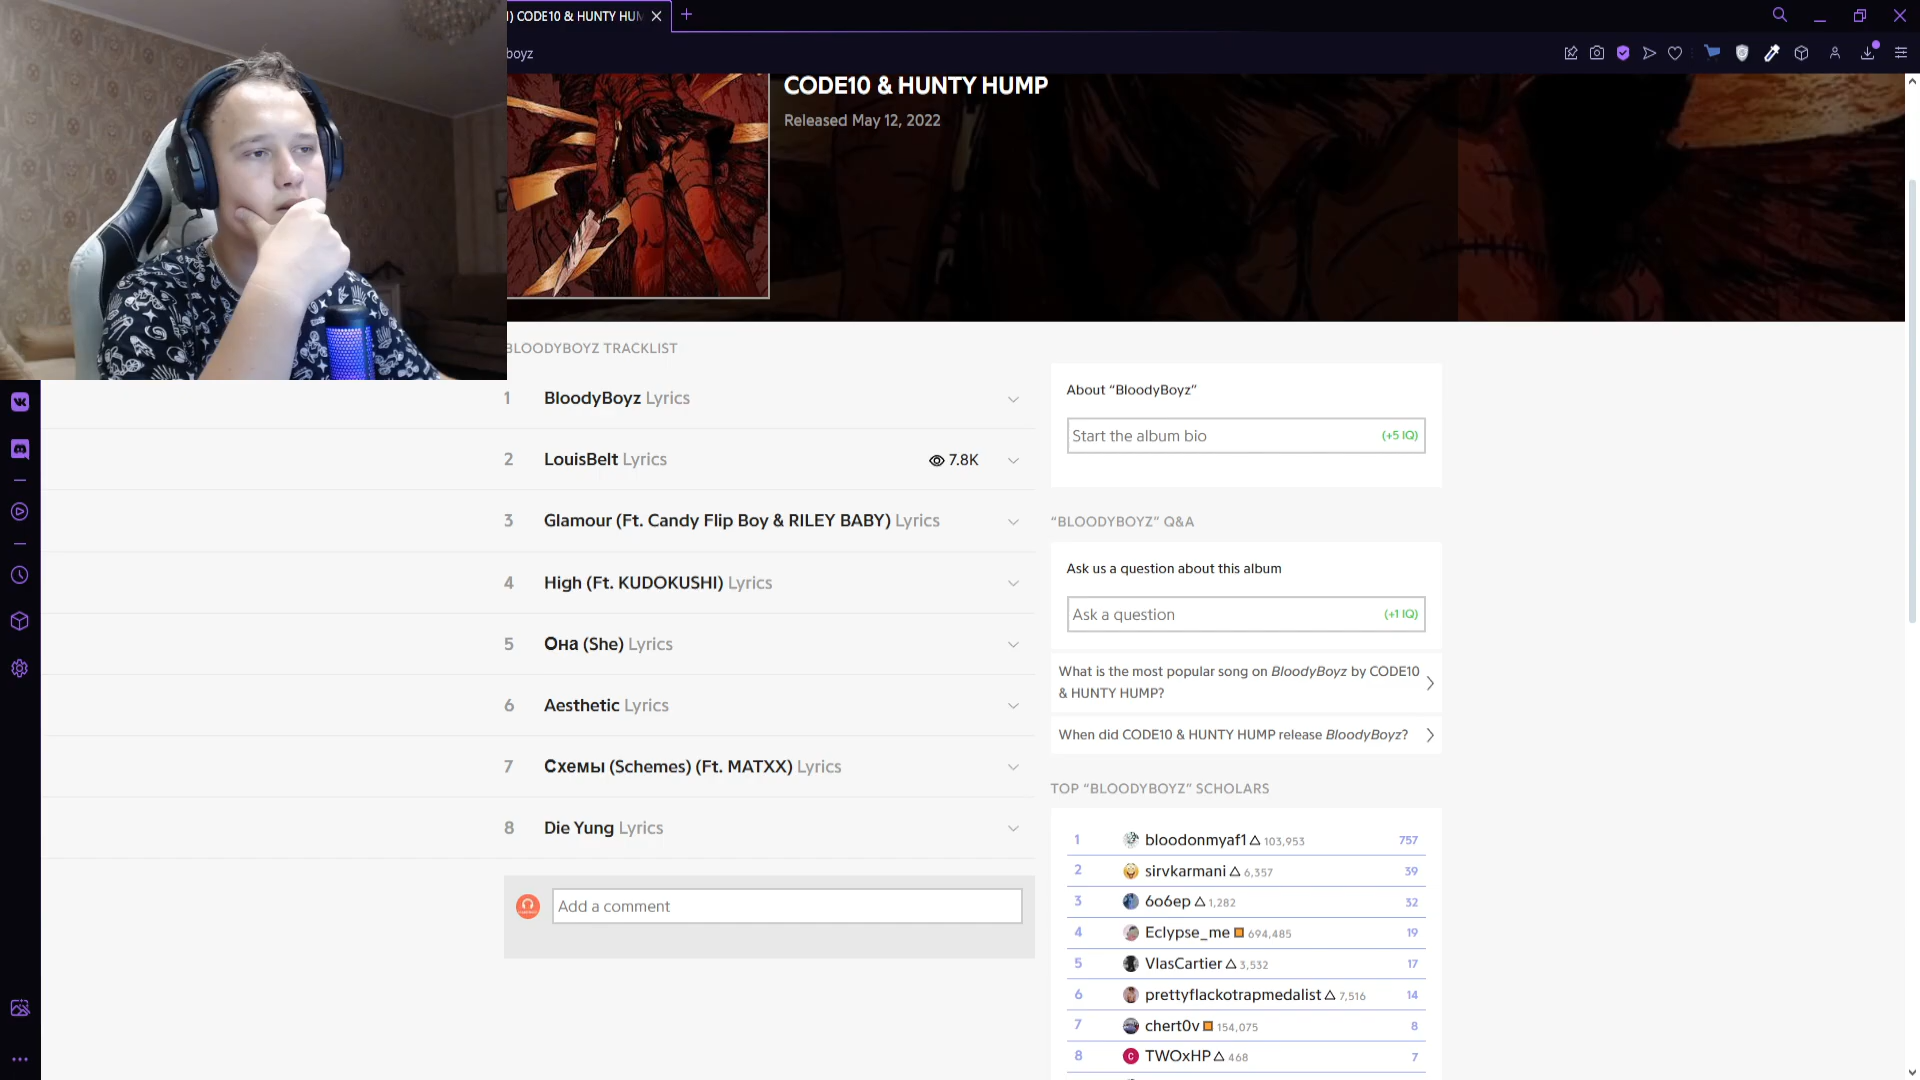 ) CODE10 & HUNTY HUM
boyz
CODE10 & HUNTY HUMP
Released May 12, 2022
BLOODYBOYZ TRACKLIST
1 BloodyBoyz Lyrics
2 LouisBelt Lyrics 7.8K
3 Glamour (Ft. Candy Flip Boy & RILEY BABY) Lyrics
4 High (Ft. KUDOKUSHI) Lyrics
5 Она (She) Lyrics
6 Aesthetic Lyrics
7 Схемы (Schemes) (Ft. MATXX) Lyrics
8 Die Yung Lyrics
Add a comment
About “BloodyBoyz”
Start the album bio (+5 IQ)
“BLOODYBOYZ” Q&A
Ask us a question about this album
Ask a question (+1 IQ)
What is the most popular song on BloodyBoyz by CODE10
& HUNTY HUMP?
When did CODE10 & HUNTY HUMP release BloodyBoyz?
TOP “BLOODYBOYZ” SCHOLARS
1 bloodonmyaf1 103,953 757
2 sirvkarmani 6,357 39
3 6o6ep 1,282 32
4 Eclypse_me 694,485 19
5 VlasCartier 3,532 17
6 prettyflackotrapmedalist 7,516 14
7 chert0v 154,075 8
8 TWOxHP 468 7